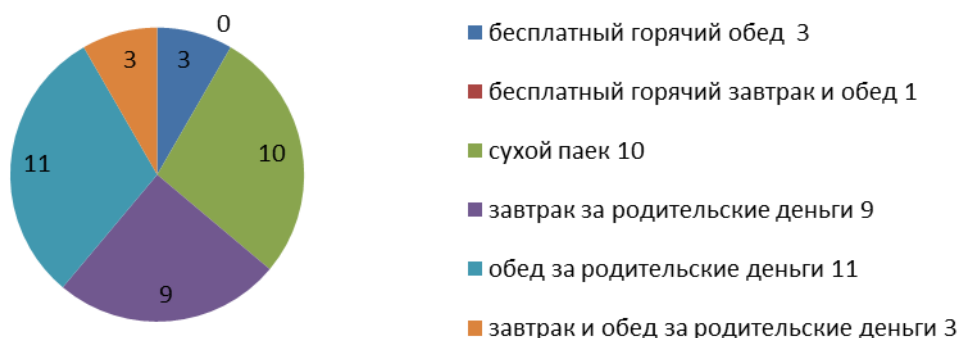 0
3
3
10
11
9
бесплатный горячий обед 3
бесплатный горячий завтрак и обед 1
сухой паек 10
завтрак за родительские деньги 9
обед за родительские деньги 11
завтрак и обед за родительские деньги 3